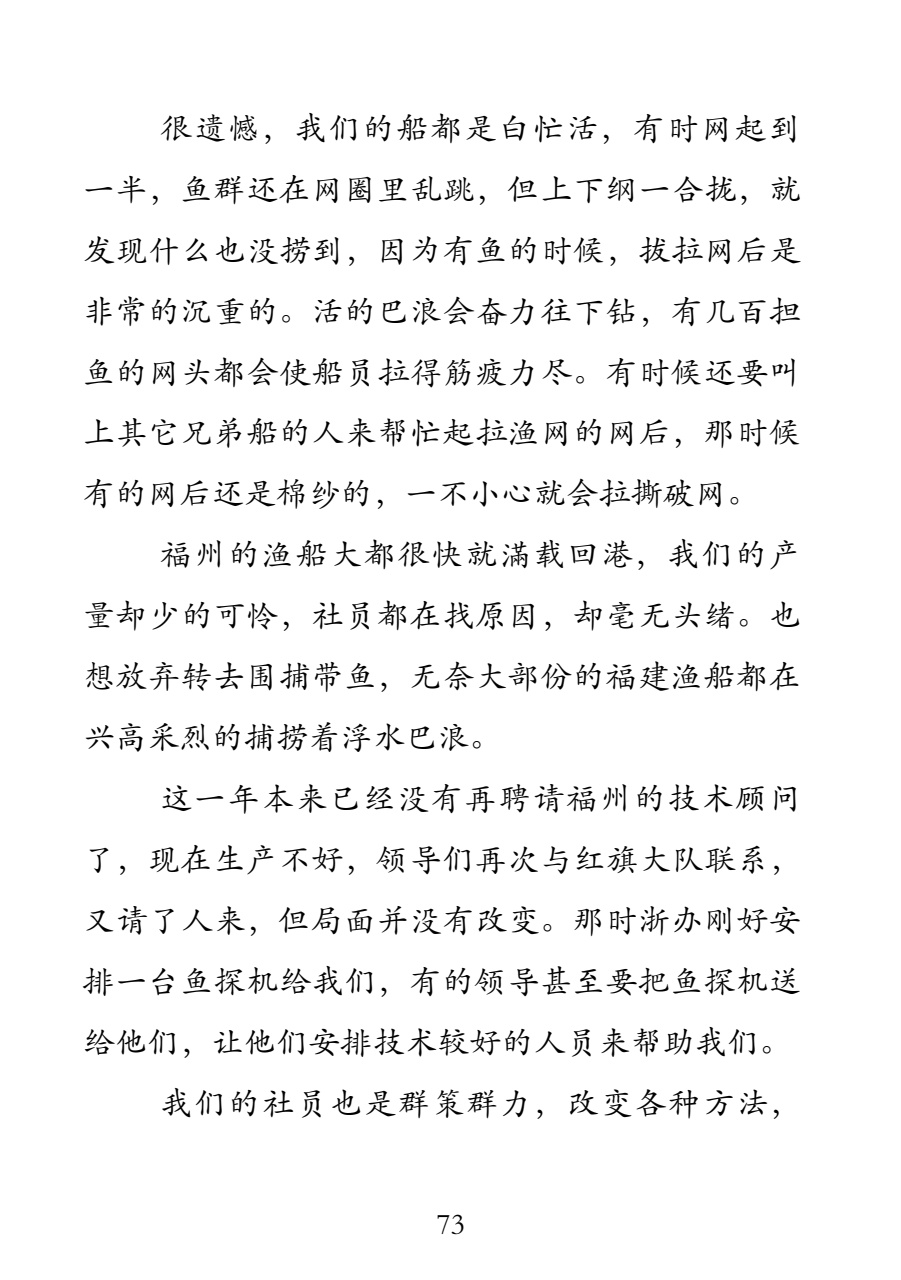 很遗憾，我们的船都是白忙活，有时网起到
一半，鱼群还在网圈里乱跳，但上下纲一合拢，就
发现什么也没捞到，因为有鱼的时候，拔拉网后是
非常的沉重的。活的巴浪会奋力往下钻，有几百担
鱼的网头都会使船员拉得筋疲力尽。有时候还要叫
上其它兄弟船的人来帮忙起拉渔网的网后，那时候
有的网后还是棉纱的，一不小心就会拉撕破网。
福州的渔船大都很快就滿载回港，我们的产
量却少的可怜，社员都在找原因，却毫无头绪。也
想放弃转去围捕带鱼，无奈大部份的福建渔船都在
兴高采烈的捕捞着浮水巴浪。
这一年本来已经没有再聘请福州的技术顾问
了，现在生产不好，领导们再次与红旗大队联系，
又请了人来，但局面并没有改变。那时浙办刚好安
排一台鱼探机给我们，有的领导甚至要把鱼探机送
给他们，让他们安排技术较好的人员来帮助我们。
我们的社员也是群策群力，改变各种方法，
73